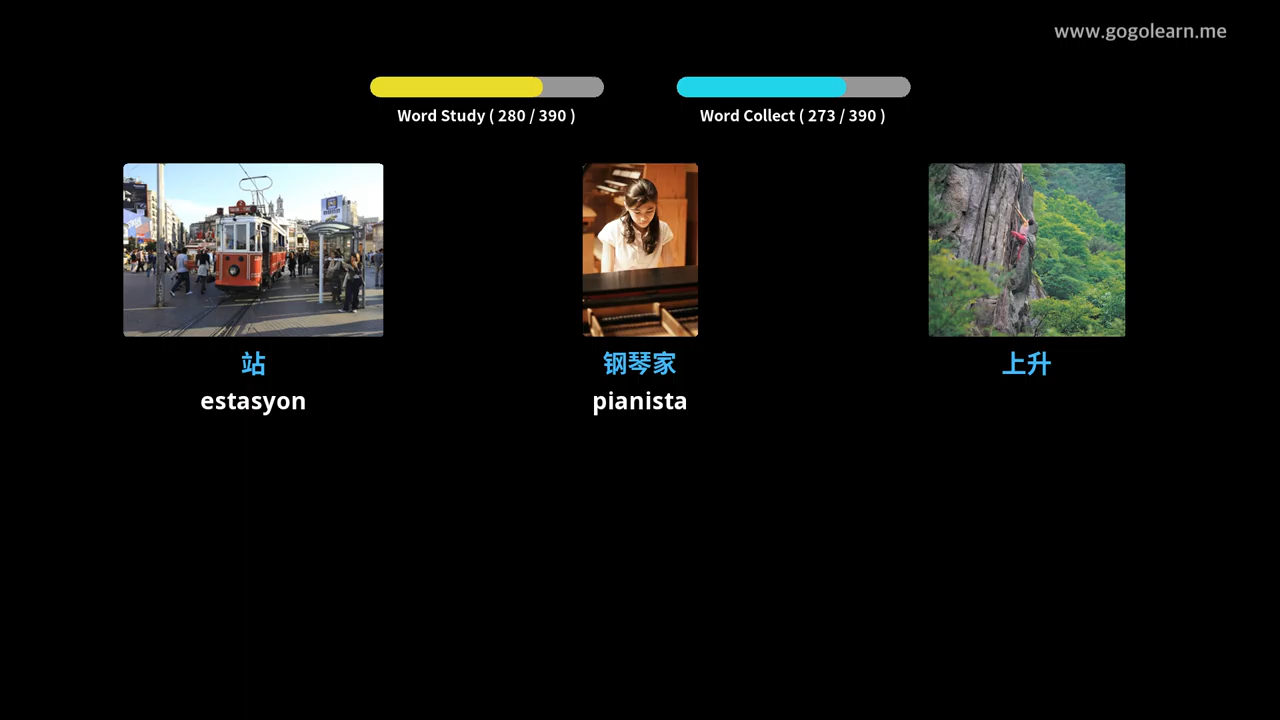 www.gogolearn.me
Word Study ( 280 / 390 )
Word Collect ( 273 / 390 )
站
钢琴家
上升
estasyon
pianista